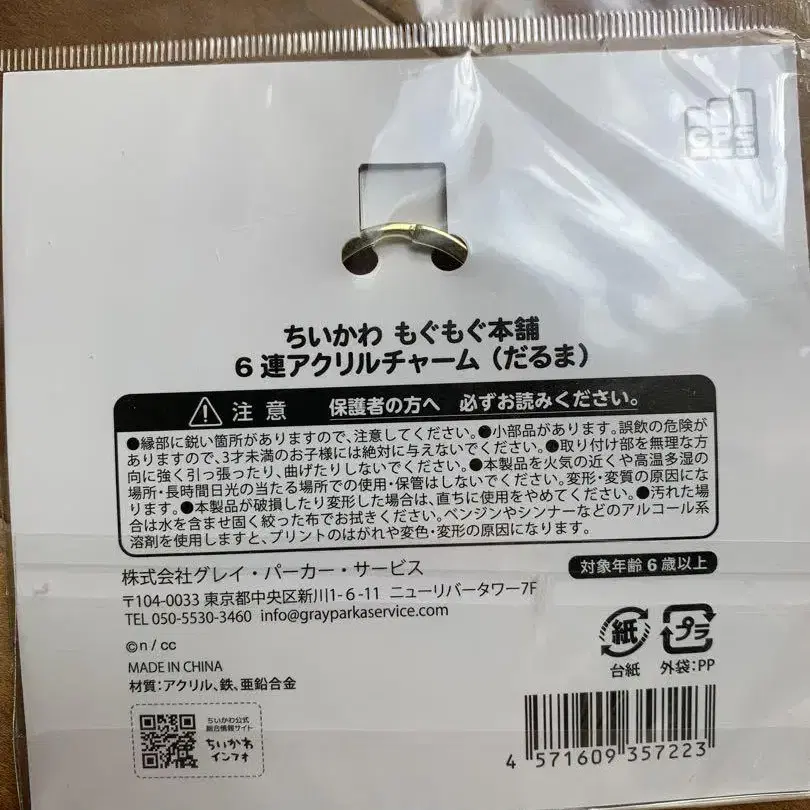 GPS
ちいかわ もぐもぐ本舗
6連アクリルチャーム（だるま）
注意 保護者の方へ 必ずお読みください。
●縁部に鋭い箇所がありますので、注意してください。●小部品があります。誤飲の危険が
ありますので、3才未満のお子様には絶対に与えないでください。●取り付け部を無理な方
向に強く引っ張ったり、曲げたりしないでください。●本製品を火気の近くや高温多湿の
場所・長時間日光の当たる場所での使用・保管はしないでください。変形・変質の原因にな
ります。●本製品が破損したり変形した場合は、直ちに使用をやめてください。●汚れた場
合は水を含ませ固く絞った布でお拭きください。ベンジンやシンナーなどのアルコール系
溶剤を使用しますと、プリントのはがれや変色・変形の原因になります。
株式会社グレイ・パーカー・サービス
対象年齢6歳以上
〒104-0033 東京都中央区新川1-6-11 ニューリバータワー7F
TEL 050-5530-3460 info@grayparkaservice.com
©n / cc
MADE IN CHINA
材質：アクリル、鉄、亜鉛合金
紙
台紙
プラ
外袋：PP
ちいかわ公式
総合情報サイト
ちいかわ
インフォ
4 571609 357223